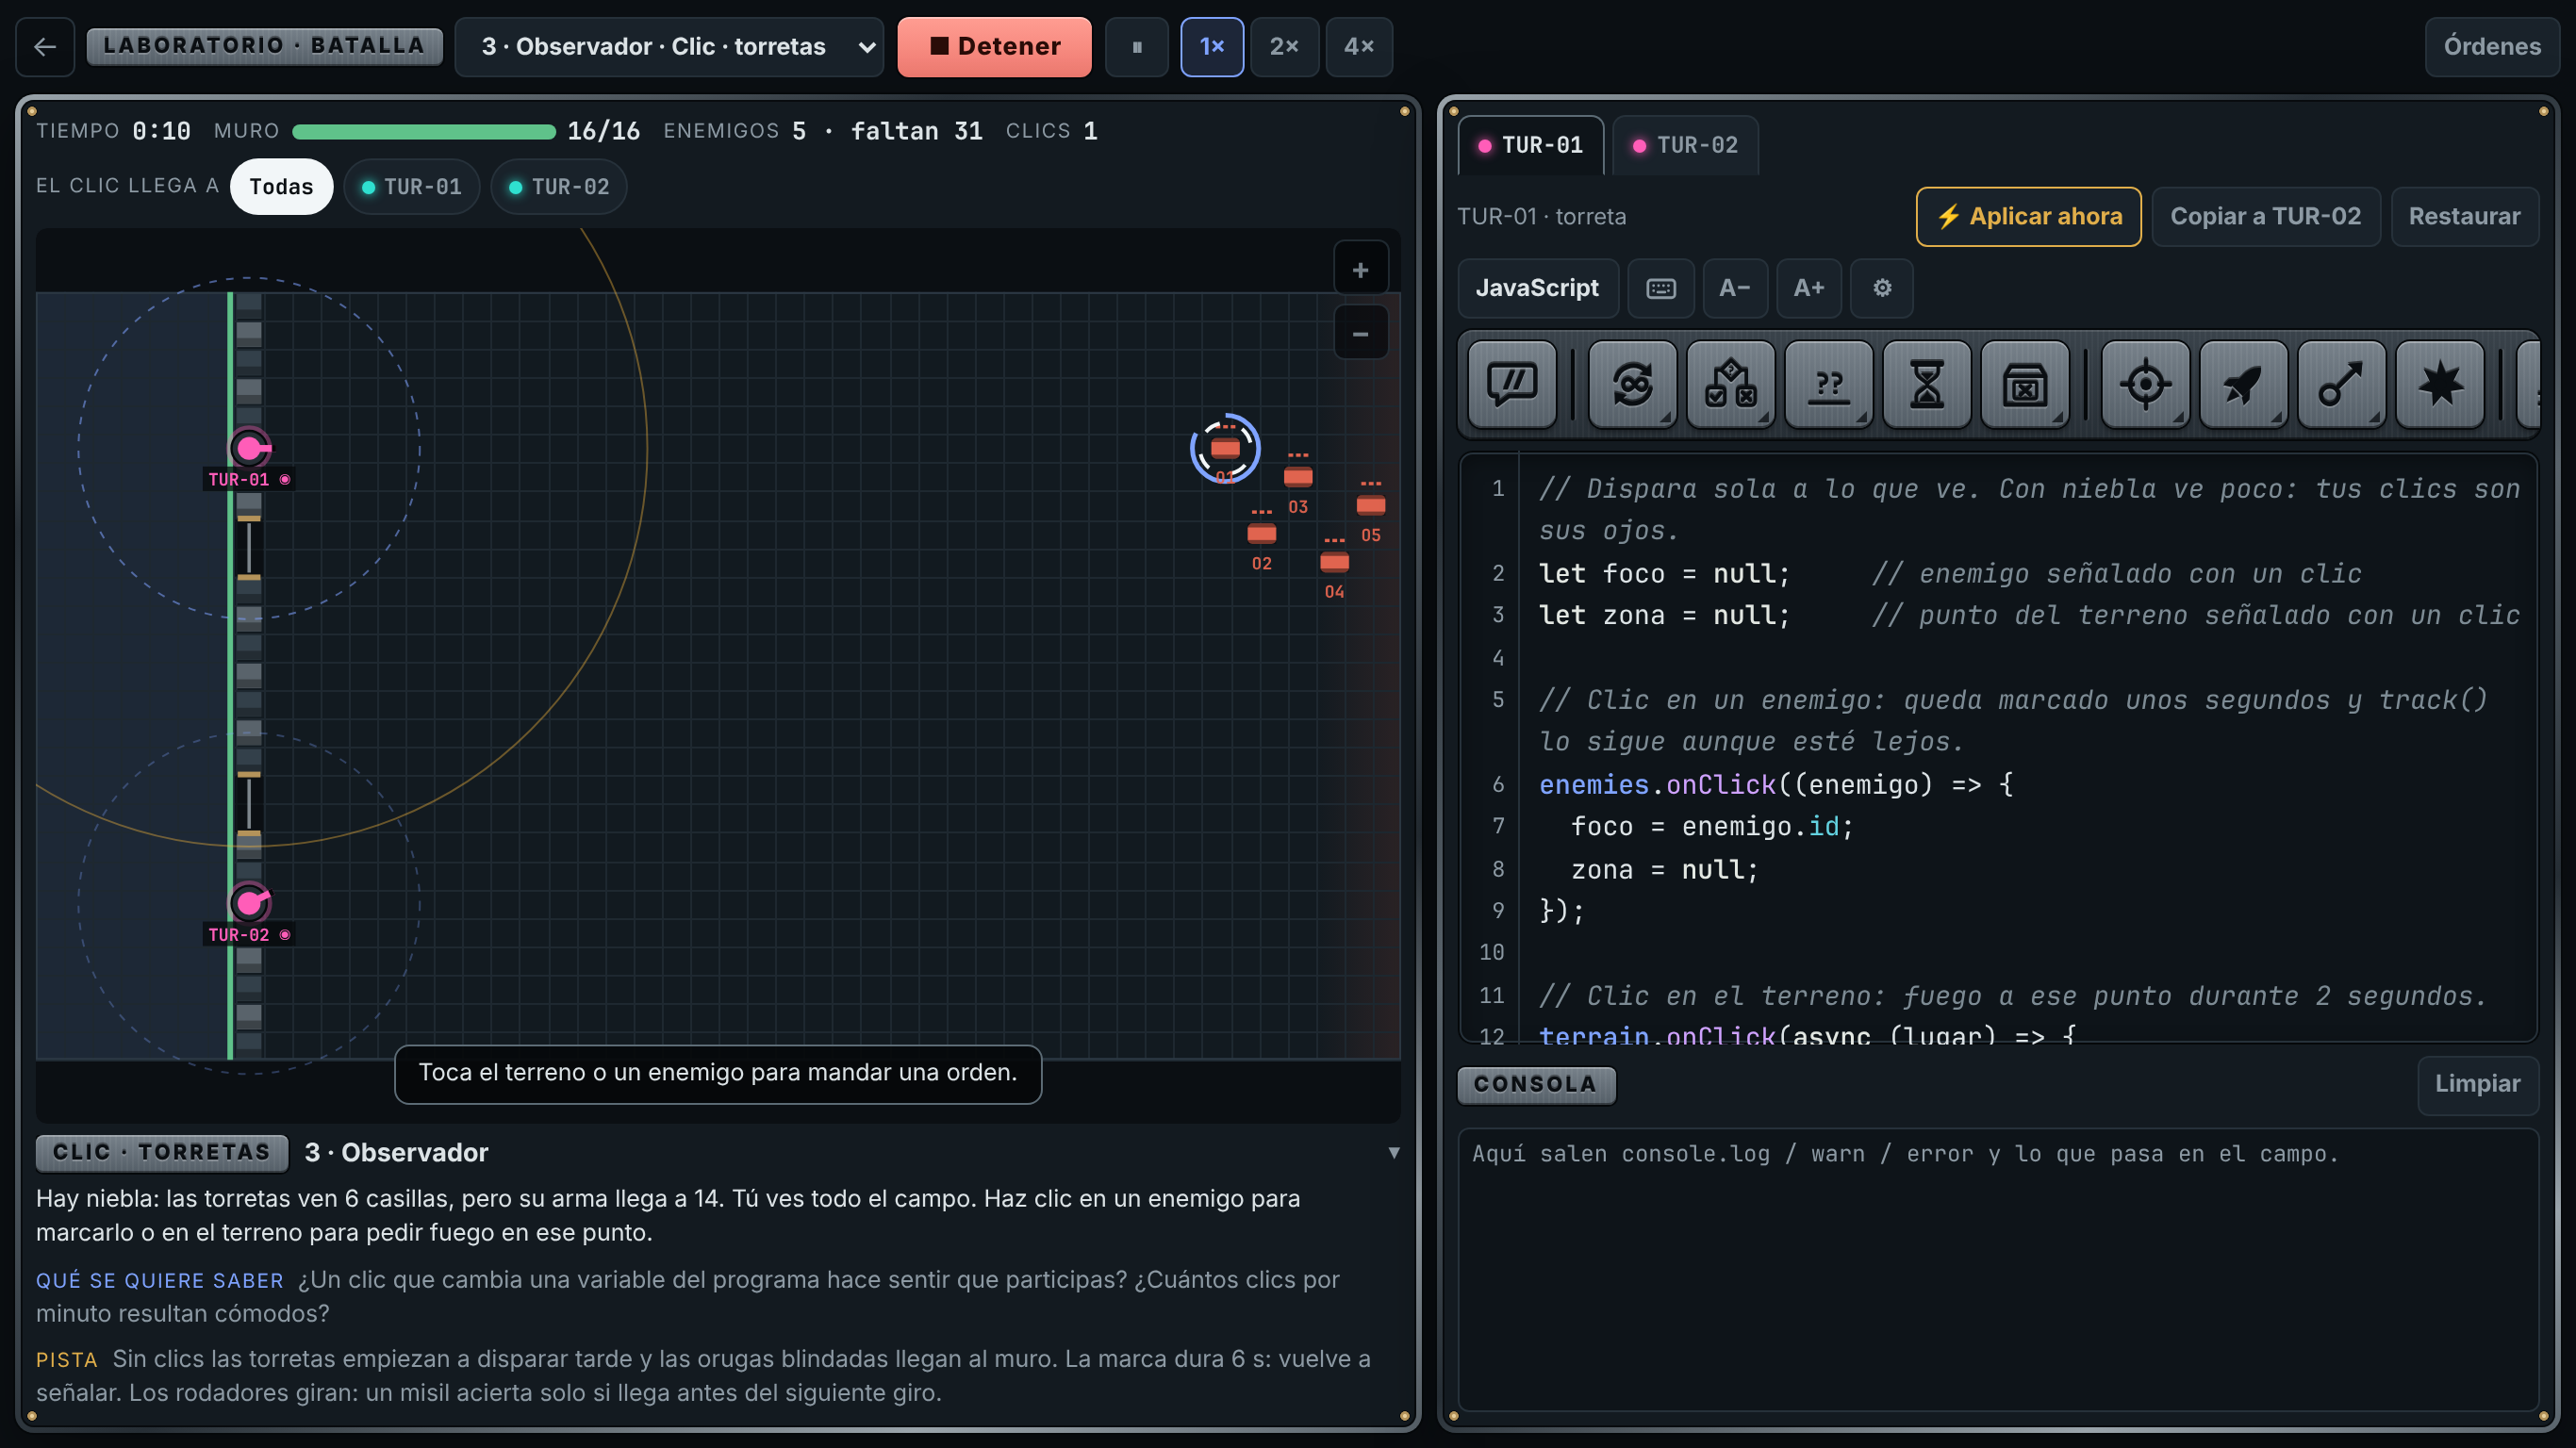 ← LABORATORIO · BATALLA 3 · Observador · Clic · torretas Detener 1× 2× 4× Órdenes
TIEMPO 0:10 MURO 16/16 ENEMIGOS 5 · faltan 31 CLICS 1
EL CLIC LLEGA A Todas TUR-01 TUR-02
+
−
TUR-01
01
03
05
02
04
TUR-02
Toca el terreno o un enemigo para mandar una orden.
CLIC · TORRETAS 3 · Observador
Hay niebla: las torretas ven 6 casillas, pero su arma llega a 14. Tú ves todo el campo. Haz clic en un enemigo para
marcarlo o en el terreno para pedir fuego en ese punto.
QUÉ SE QUIERE SABER ¿Un clic que cambia una variable del programa hace sentir que participas? ¿Cuántos clics por
minuto resultan cómodos?
PISTA Sin clics las torretas empiezan a disparar tarde y las orugas blindadas llegan al muro. La marca dura 6 s: vuelve a
señalar. Los rodadores giran: un misil acierta solo si llega antes del siguiente giro.
TUR-01 TUR-02
TUR-01 · torreta ⚡ Aplicar ahora Copiar a TUR-02 Restaurar
JavaScript A− A+
// ∞ ? ??
1 // Dispara sola a lo que ve. Con niebla ve poco: tus clics son
sus ojos.
2 let foco = null; // enemigo señalado con un clic
3 let zona = null; // punto del terreno señalado con un clic
4
5 // Clic en un enemigo: queda marcado unos segundos y track()
lo sigue aunque esté lejos.
6 enemies.onClick((enemigo) => {
7 foco = enemigo.id;
8 zona = null;
9 });
10
11 // Clic en el terreno: fuego a ese punto durante 2 segundos.
12 terrain.onClick(async (lugar) => {
CONSOLA Limpiar
Aquí salen console.log / warn / error y lo que pasa en el campo.